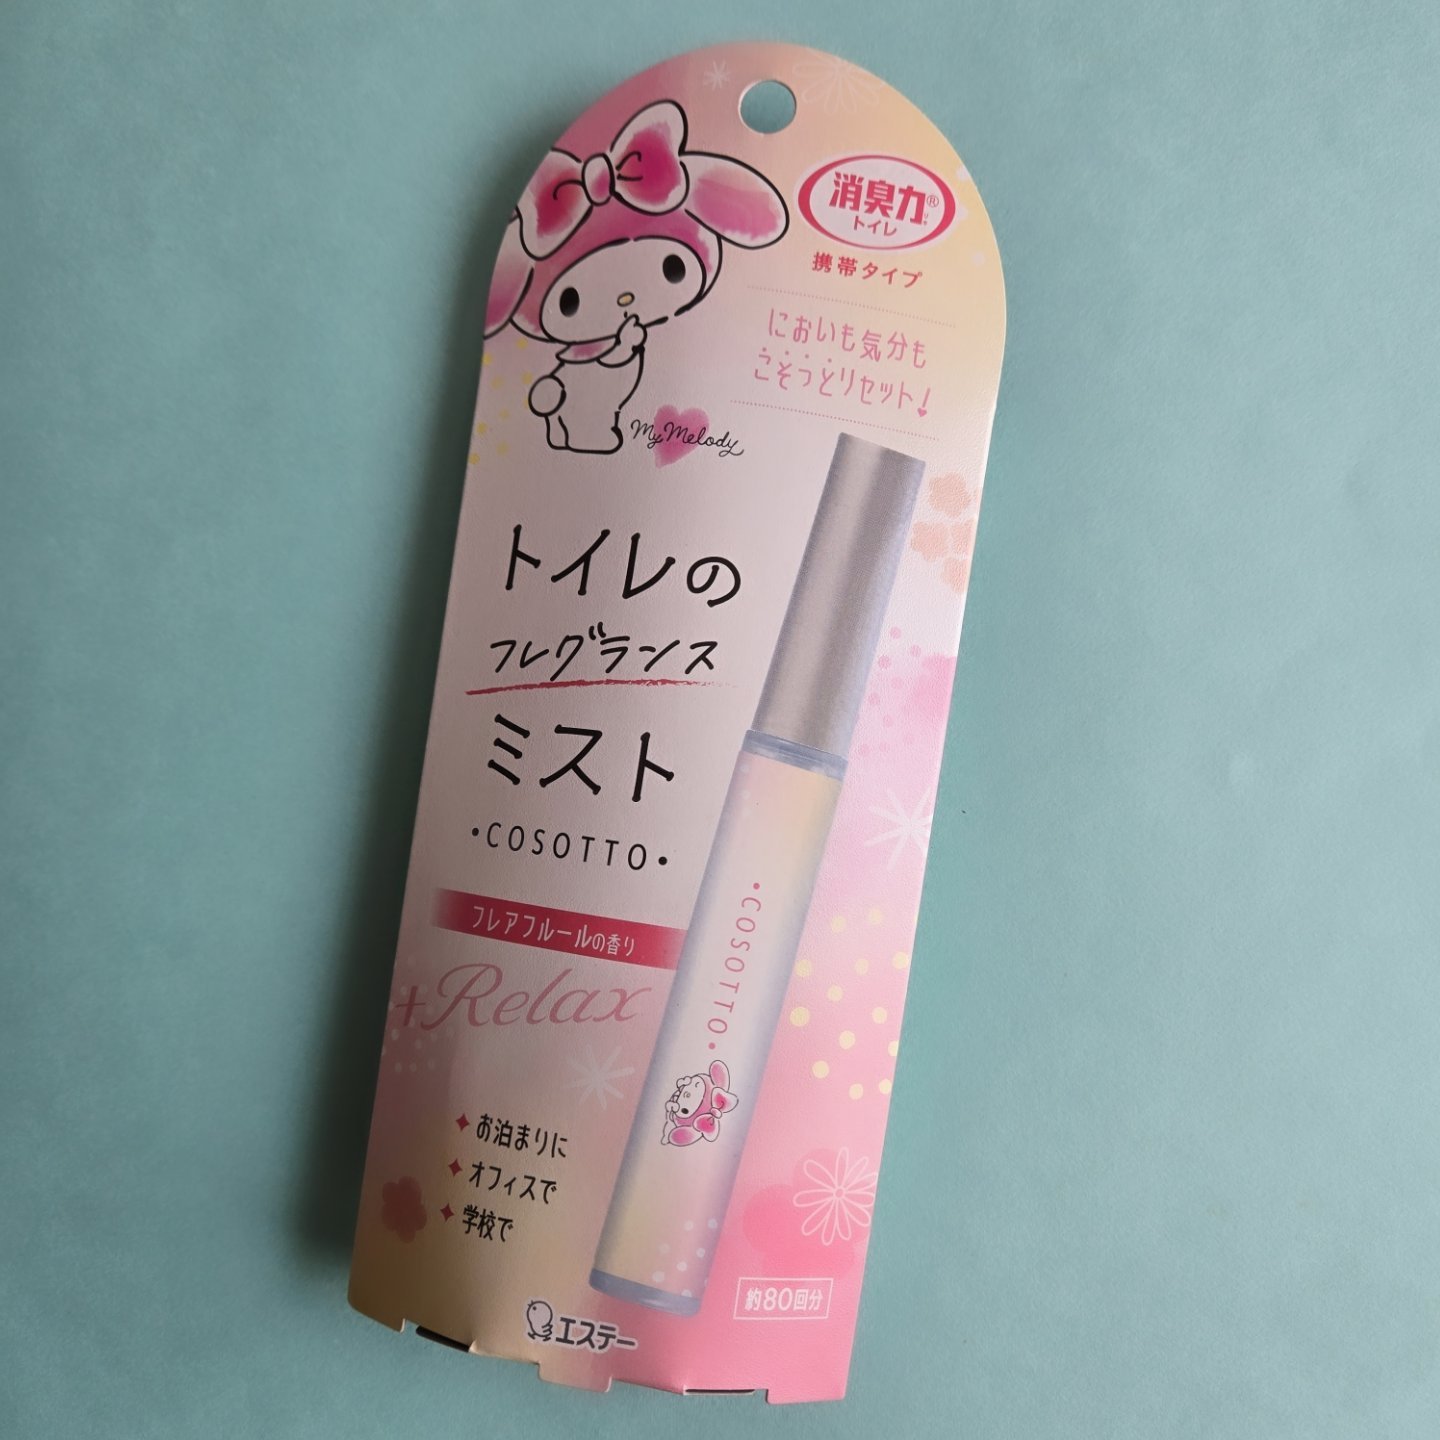 消臭力®
トイレ
携帯タイプ
においも気分も
こそっとリセット!
My Melody
トイレの
フレグランス
ミスト
•COSOTTO•
フレアフルールの香り
+Relax
•COSOTTO•
お泊まりに
オフィスで
学校で
約80回分
エステー